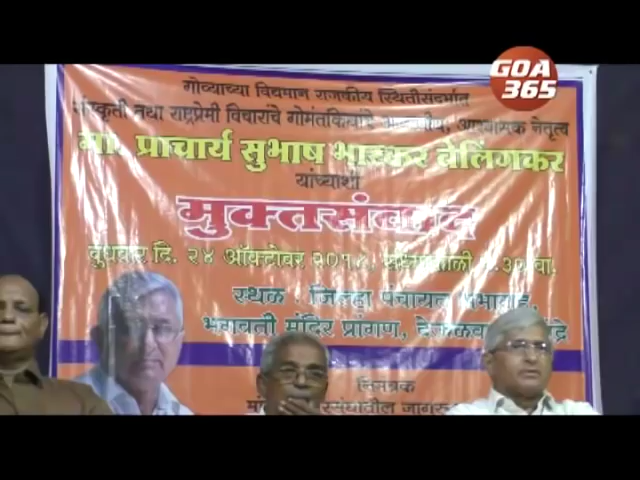 GOA
365
गोव्याच्या विद्यमान राजकीय स्थितीसंदर्भात
संस्कृती तथा राष्ट्रप्रेमी विचारांचे गोमंतकियांचे नेतृत्व
मा. प्राचार्य सुभाष भास्कर वेलिंगकर
यांच्याशी
मुक्तसंवाद
बुधवार दि. २४ ऑक्टोबर २०१८, वा.
स्थळ : जिल्हा पंचायत सभागृह,
भगवती मंदिर प्रांगण,
निमंत्रक